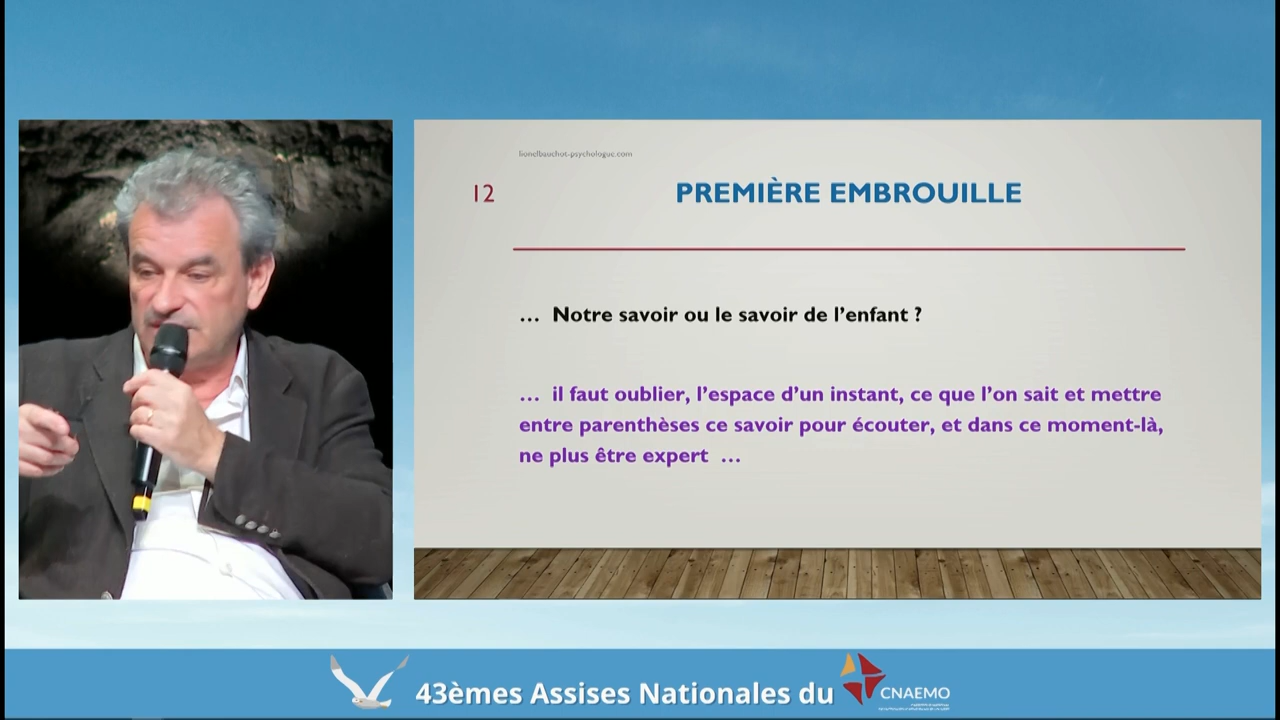 lionelbauchot-psychologue.com
12
PREMIÈRE EMBROUILLE
… Notre savoir ou le savoir de l’enfant ?
… il faut oublier, l’espace d’un instant, ce que l’on sait et mettre
entre parenthèses ce savoir pour écouter, et dans ce moment-là,
ne plus être expert …
43èmes Assises Nationales du
CNAEMO